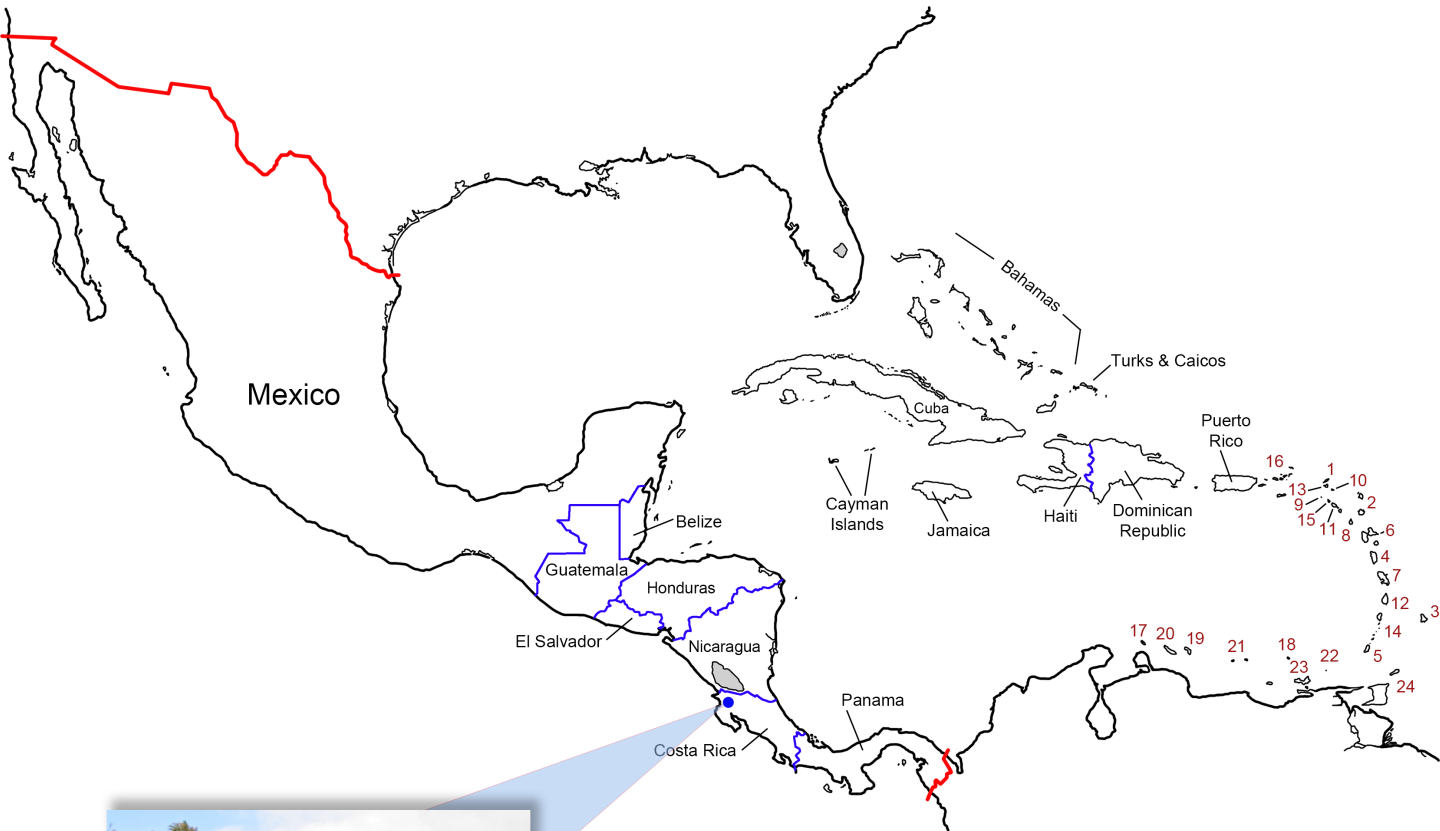 Mexico
Bahamas
Turks & Caicos
Cuba
Puerto
Rico
Cayman
Islands
Jamaica
Haiti
Dominican
Republic
Belize
Guatemala
Honduras
El Salvador
Nicaragua
Costa Rica
Panama
16
1
10
13
9
2
15
11
8
6
4
7
12
3
14
5
17
20
19
21
18
22
23
24